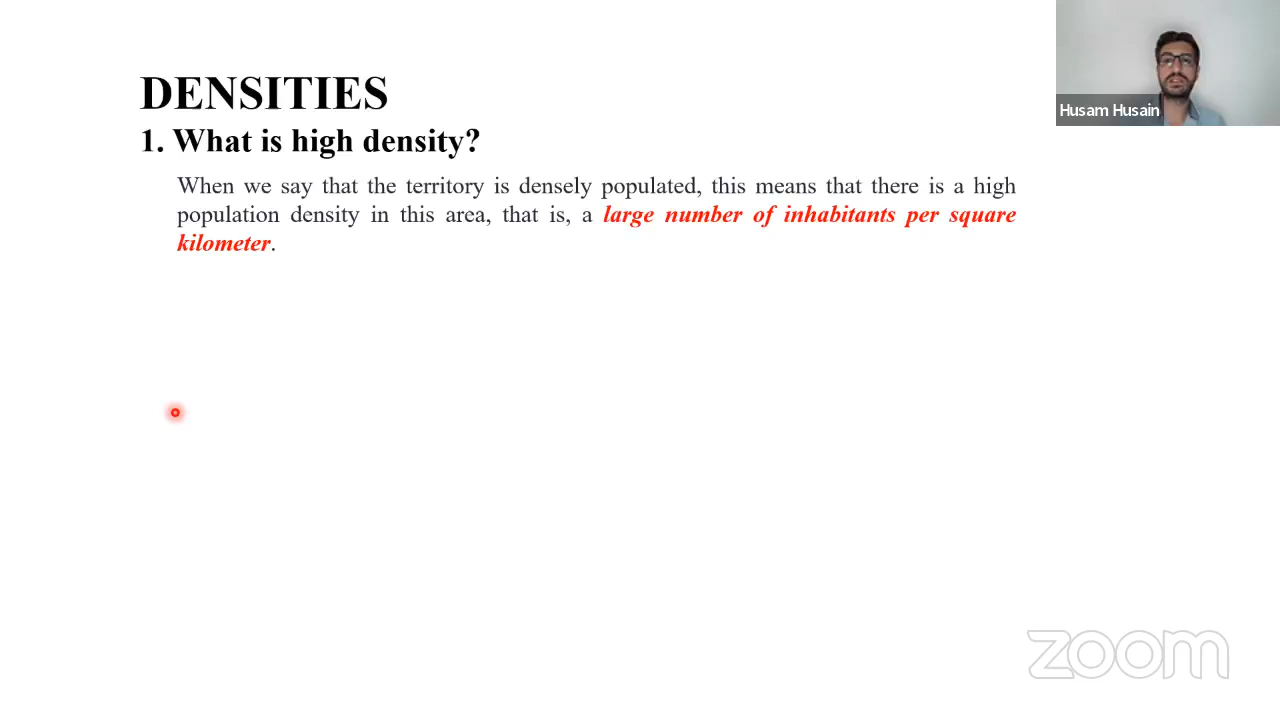 DENSITIES
1. What is high density?
When we say that the territory is densely populated, this means that there is a high
population density in this area, that is, a large number of inhabitants per square
kilometer.
Husam Husain
zoom